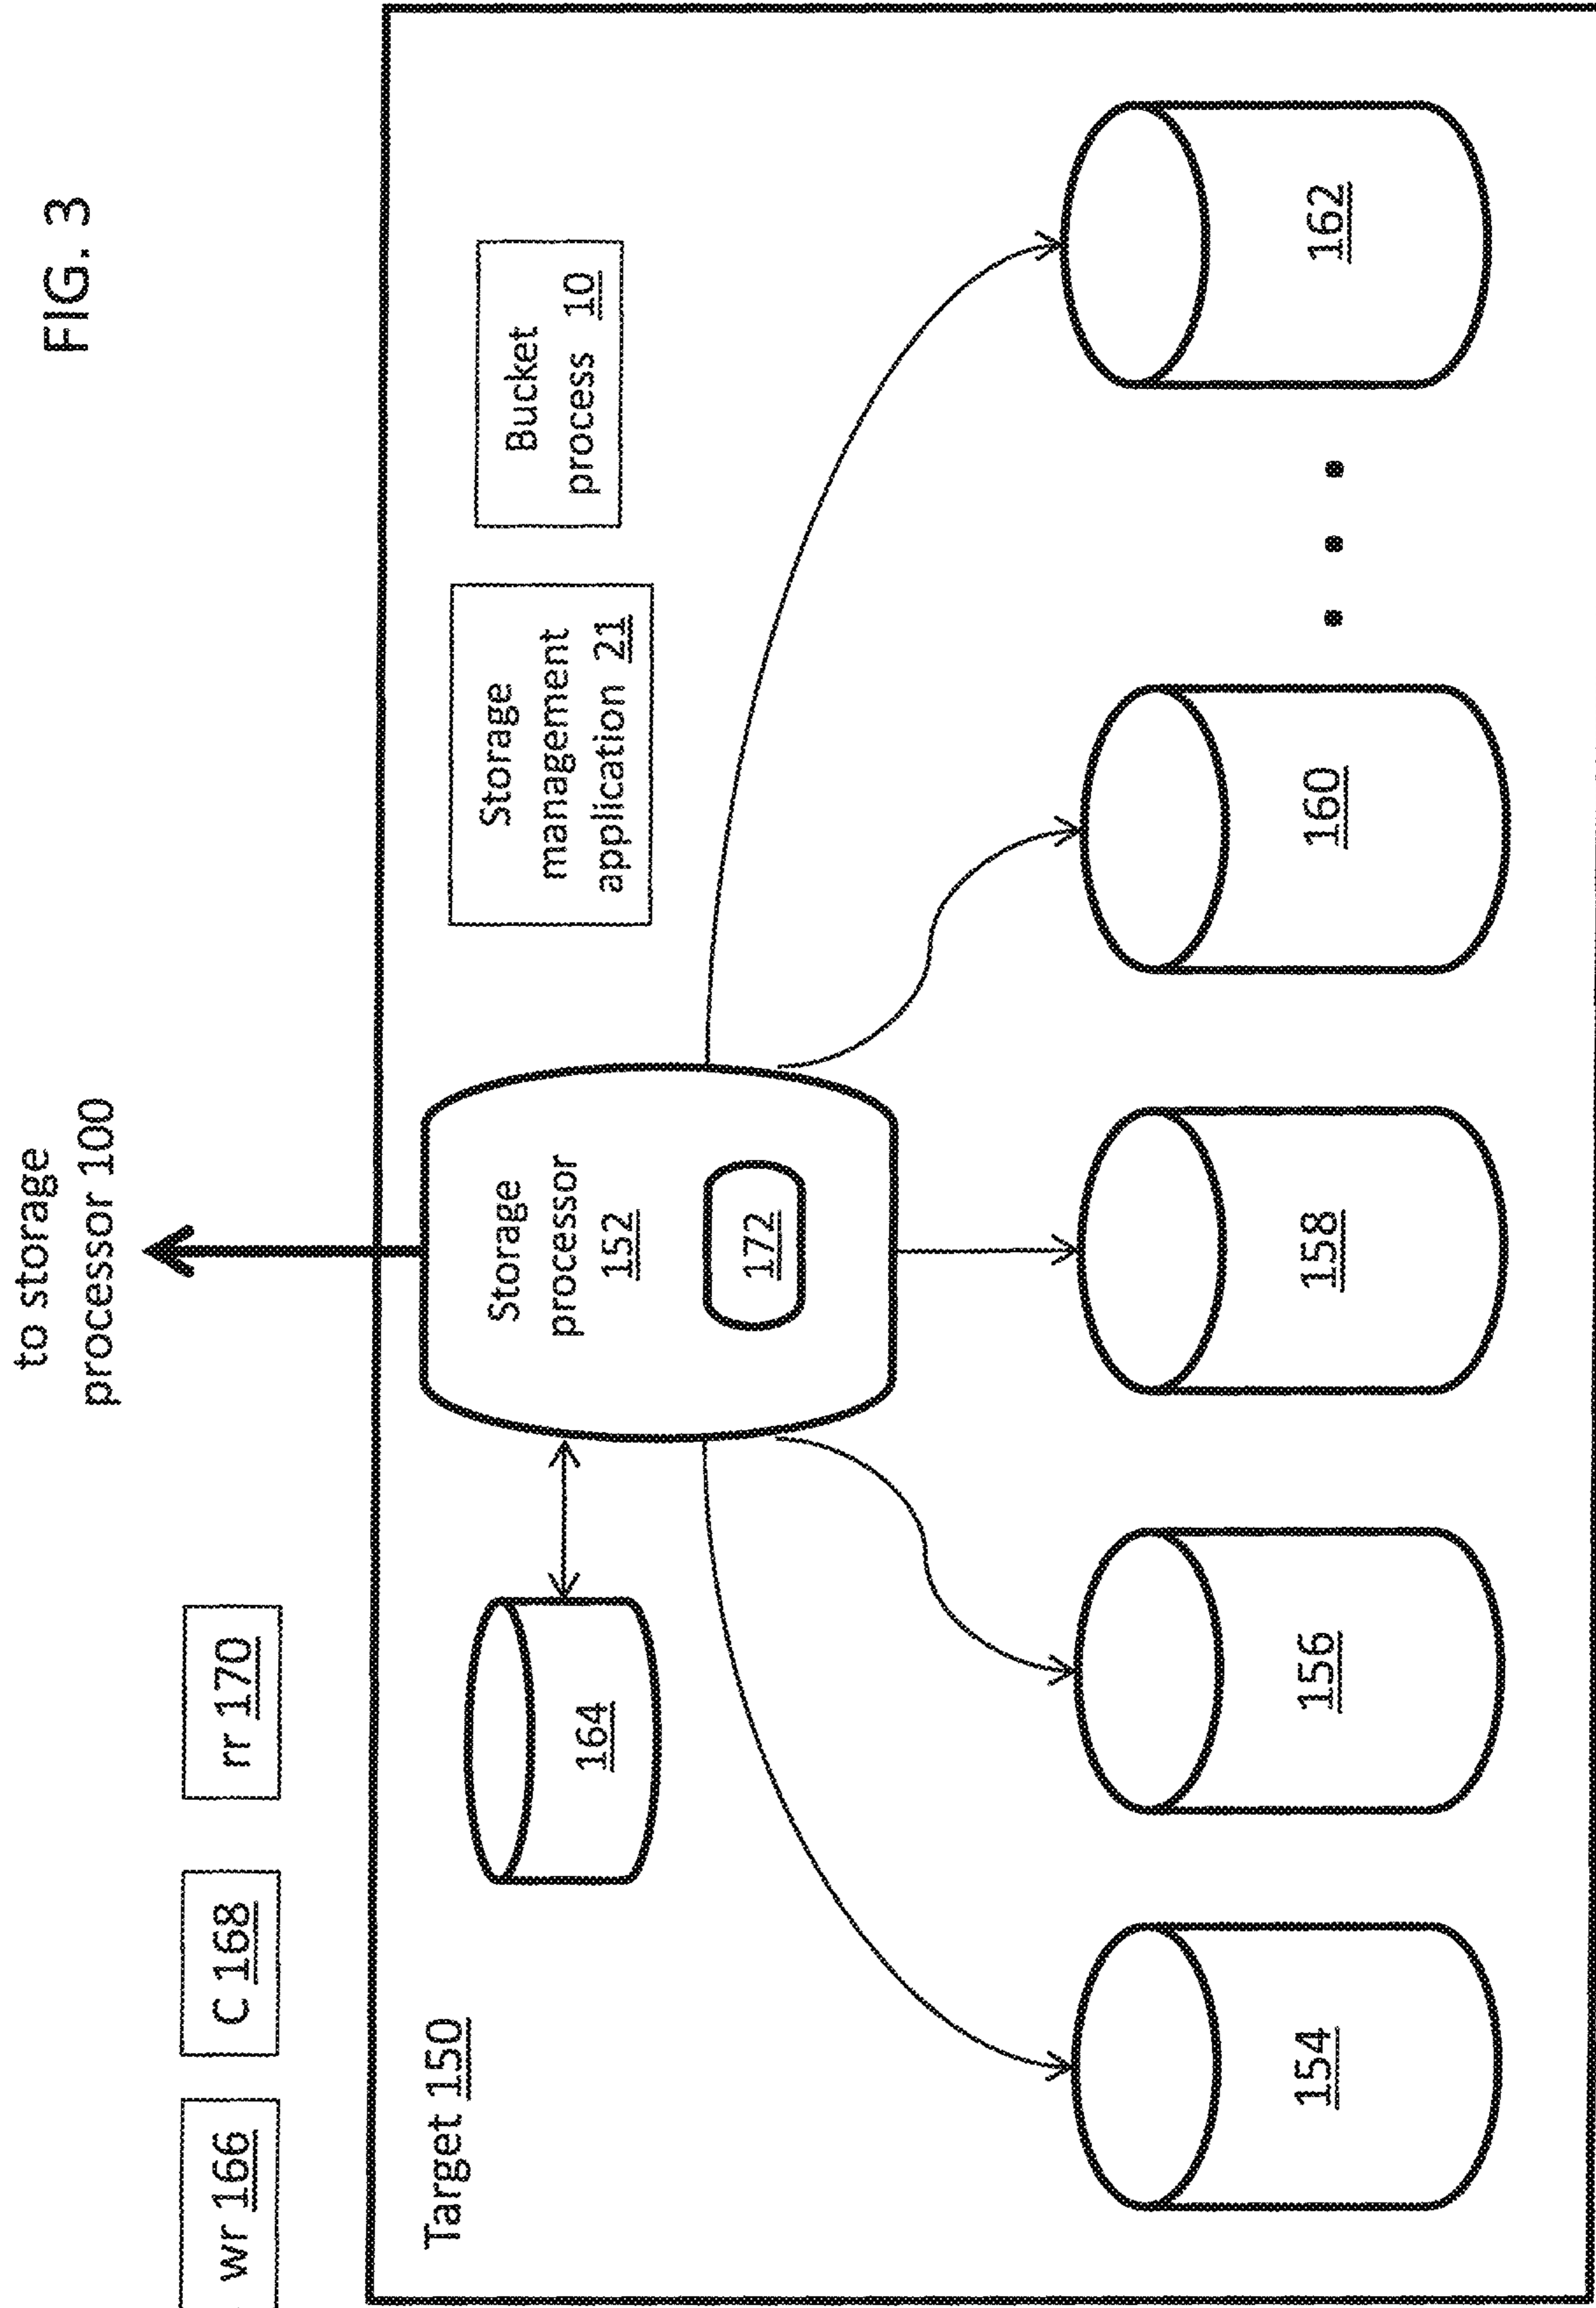 FIG. 3
to storage
processor 100
wr 166
C 168
rr 170
Target 150
164
Storage
processor
152
172
Storage
management
application 21
Bucket
process 10
154
156
158
160
162